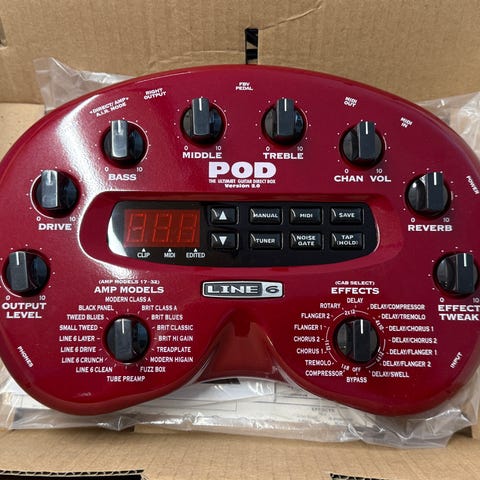 FBV
PEDAL
RIGHT
OUTPUT
MIDI
OUT
"DIRECT/AMP"
A.I.R. MODE
MIDI
IN
MIDDLE
TREBLE
BASS
CHAN VOL
POD
THE ULTIMATE GUITAR DIRECT BOX
Version 2.0
POWER
DRIVE
REVERB
MANUAL
MIDI
SAVE
TUNER
NOISE
GATE
TAP
(HOLD)
CLIP
MIDI
EDITED
LINE 6
OUTPUT
LEVEL
EFFECT
TWEAK
(AMP MODELS 17-32)
AMP MODELS
MODERN CLASS A
BLACK PANEL
BRIT CLASS A
TWEED BLUES
BRIT BLUES
SMALL TWEED
BRIT CLASSIC
LINE 6 LAYER
BRIT HI GAIN
LINE 6 DRIVE
TREADPLATE
LINE 6 CRUNCH
MODERN HIGAIN
LINE 6 CLEAN
FUZZ BOX
TUBE PREAMP
(CAB SELECT)
EFFECTS
DELAY
ROTARY
DELAY/COMPRESSOR
FLANGER 2
DELAY/TREMOLO
FLANGER 1
DELAY/CHORUS 1
CHORUS 2
DELAY/CHORUS 2
CHORUS 1
DELAY/FLANGER 1
TREMOLO
DELAY/FLANGER 2
COMPRESSOR
DELAY/SWELL
BYPASS
PHONES
INPUT